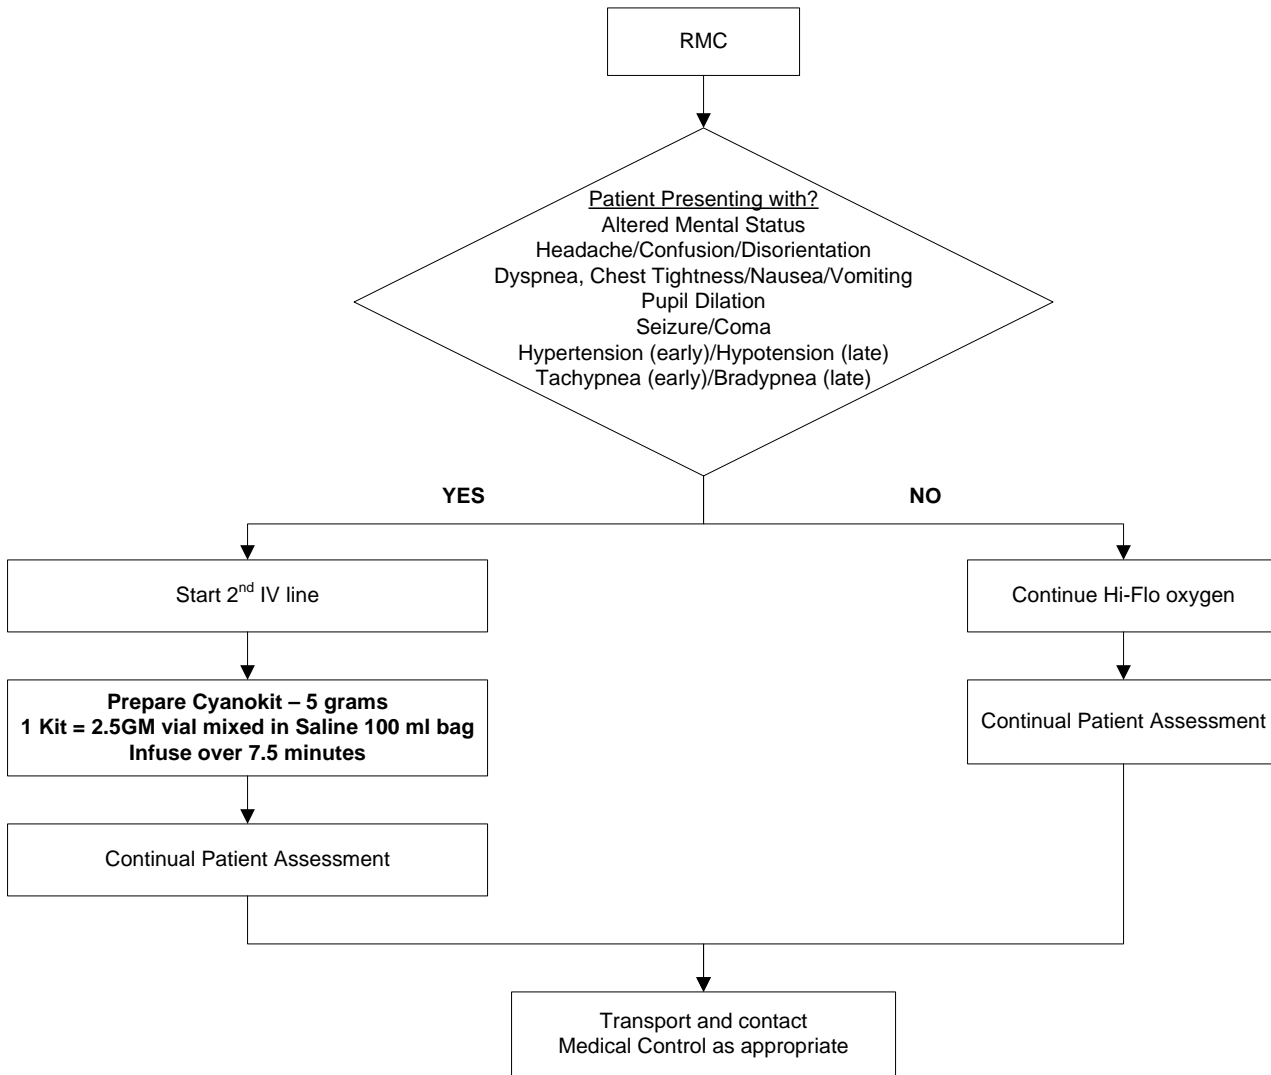 RMC
Patient Presenting with?
Altered Mental Status
Headache/Confusion/Disorientation
Dyspnea, Chest Tightness/Nausea/Vomiting
Pupil Dilation
Seizure/Coma
Hypertension (early)/Hypotension (late)
Tachypnea (early)/Bradypnea (late)
YES
NO
Start 2nd IV line
Continue Hi-Flo oxygen
Prepare Cyanokit – 5 grams
1 Kit = 2.5GM vial mixed in Saline 100 ml bag
Infuse over 7.5 minutes
Continual Patient Assessment
Continual Patient Assessment
Transport and contact
Medical Control as appropriate